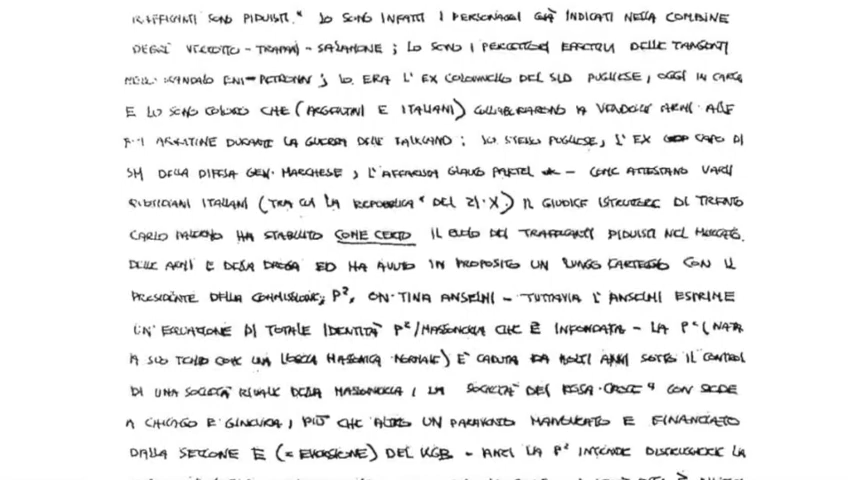 TRAFFICANTI SONO PIDUISTI." LO SONO INFATTI I PERSONAGGI GIÀ INDICATI NELLA COMBINE
DEGLI - TRAPANI - SALAMONE ; LO SONO I PERCETTORI EFFETTIVI DELLE TANGENTI
NELLO SCANDALO ENI-PETROMIN ; LO ERA L'EX COLONNELLO DEL SID PUGLIESE, OGGI IN CARCERE
E LO SONO COLORO CHE (ARGENTINI E ITALIANI) COLLABORARONO A VENDERE ARMI ALLE
ARGENTINE DURANTE LA GUERRA DELLE FALKLAND ; LO STESSO PUGLIESE, L'EX CAPO DI
SM DELLA DIFESA GEN. MARCHESE, L'AFFARISTA GLAUCO PARTEL - COME ATTESTANO VARII
QUOTIDIANI ITALIANI (TRA CUI LA REPUBBLICA" DEL 21.X.) IL GIUDICE ISTRUTTORE DI TRENTO
CARLO PALERMO HA STABILITO COME CERTO IL RUOLO DEI TRAFFICANTI PIDUISTI NEL MERCATO
DELLE ARMI E DELLA DROGA ED HA AVUTO IN PROPOSITO UN LUNGO CARTEGGIO CON IL
PRESIDENTE DELLA COMMISSIONE P², ON. TINA ANSELMI - TUTTAVIA L'ANSELMI ESPRIME
UN'EQUAZIONE DI TOTALE IDENTITÀ P²/MASSONERIA CHE È INFONDATA - LA P² (NATA
A SUO TEMPO COME UNA LOGGIA MASSONICA NORMALE) E' CADUTA DA MOLTI ANNI SOTTO IL CONTROL
DI UNA SOCIETÀ RIVALE DELLA MASSONERIA, LA SOCIETÀ DEI ROSA-CROCE" CON SEDE
A CHICAGO E GINEVRA, PIÙ CHE ALTRO UN PARAVENTO MANOVRATO E FINANZIATO
DALLA SEZIONE E (= EVERSIONE) DEL KGB - ANZI LA P² INTENDE DISTRUGGERE LA